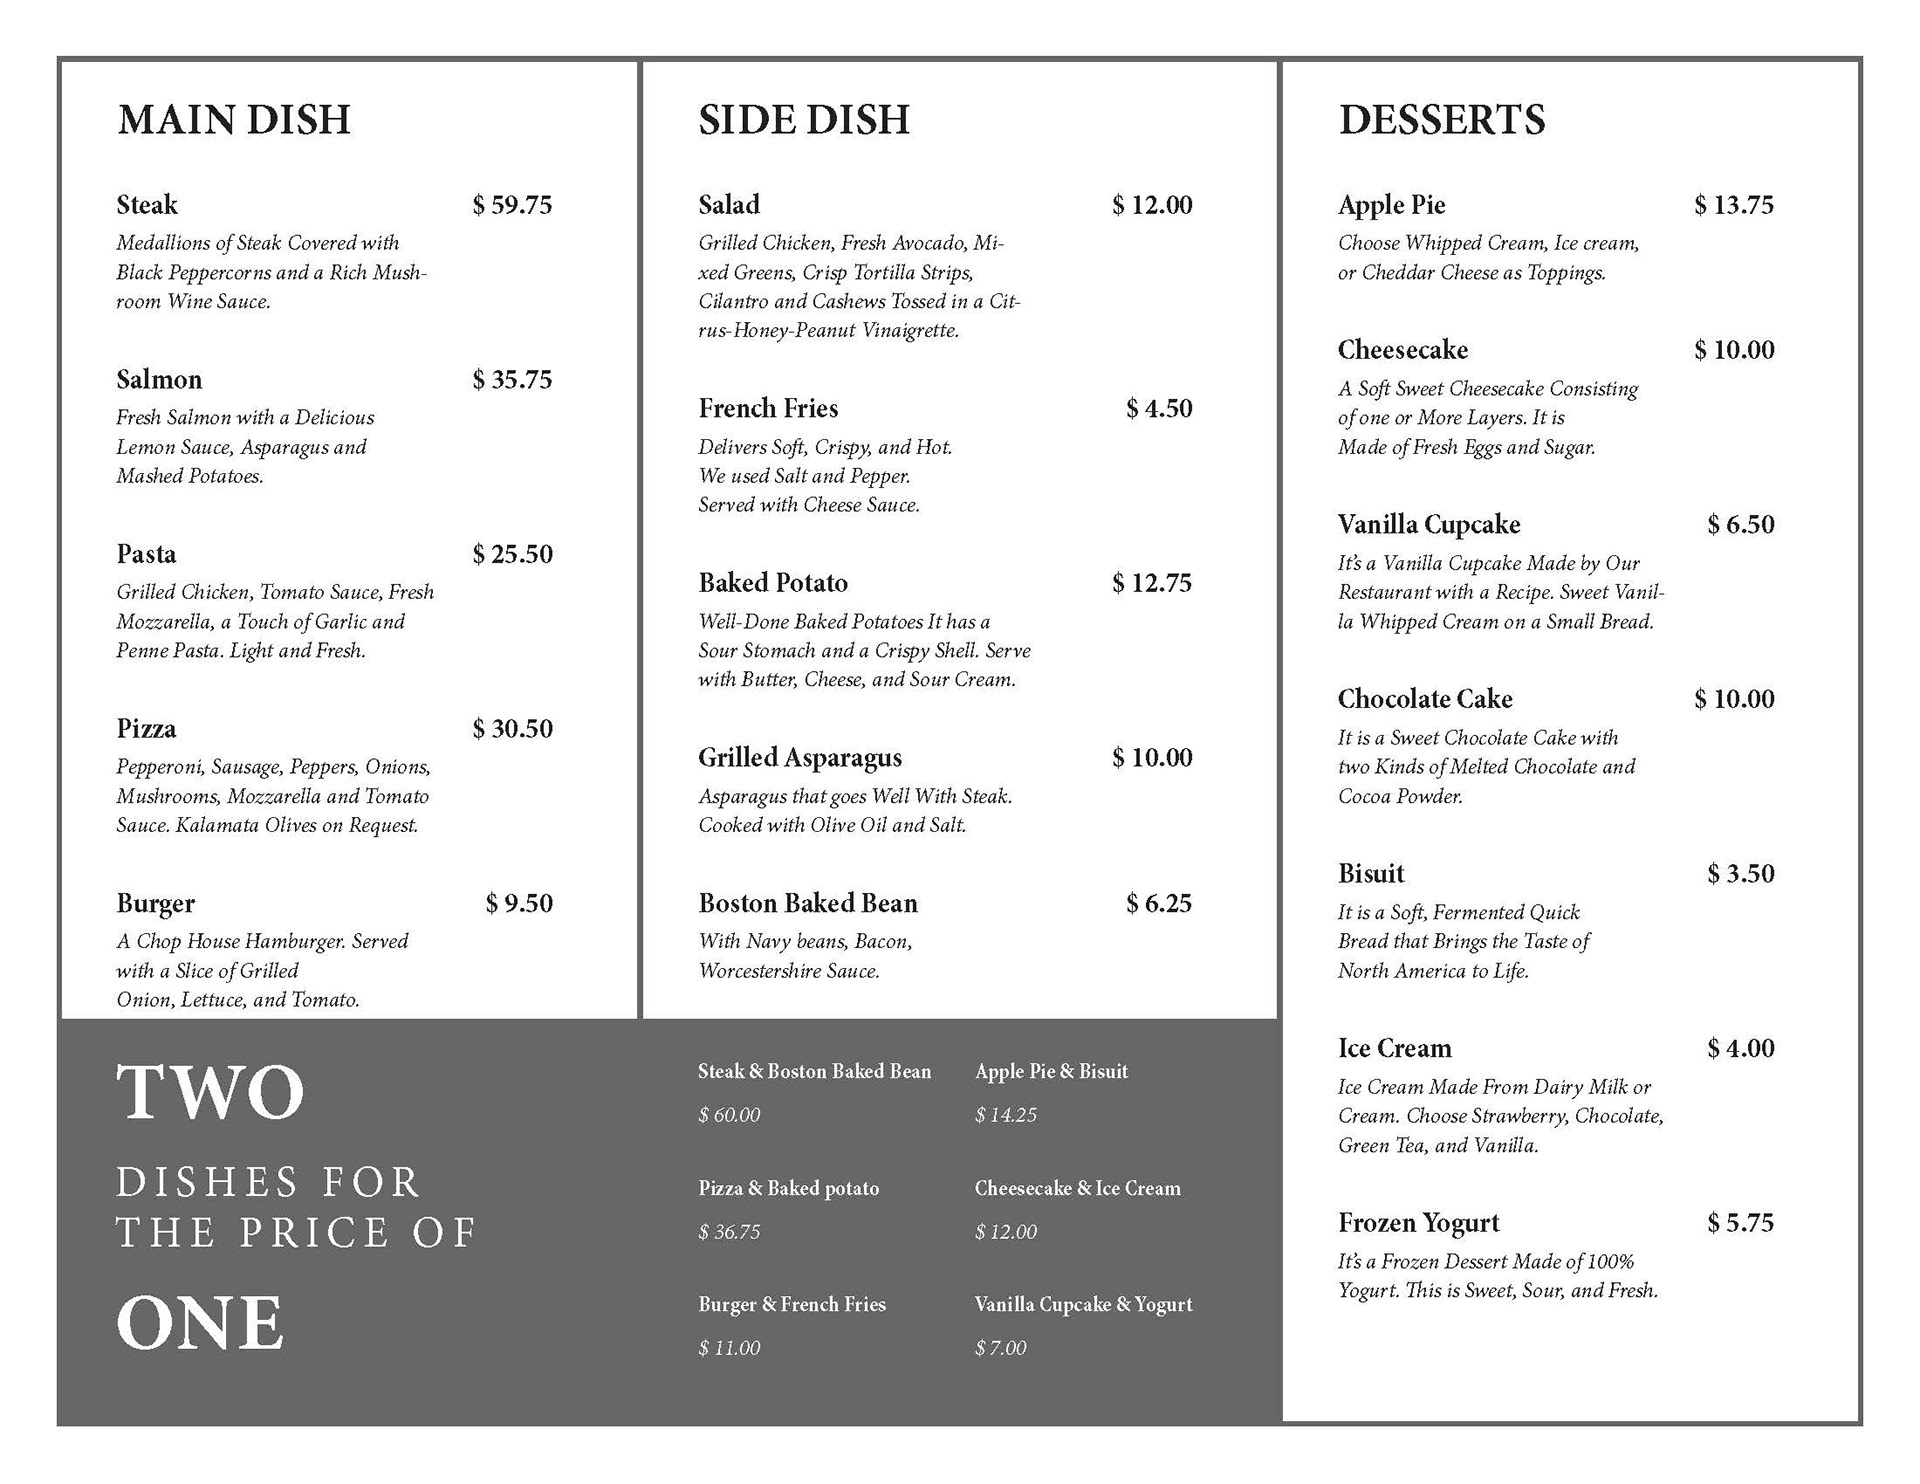 MAIN DISH
Steak $ 59.75
Medallions of Steak Covered with
Black Peppercorns and a Rich Mush-
room Wine Sauce.
Salmon $ 35.75
Fresh Salmon with a Delicious
Lemon Sauce, Asparagus and
Mashed Potatoes.
Pasta $ 25.50
Grilled Chicken, Tomato Sauce, Fresh
Mozzarella, a Touch of Garlic and
Penne Pasta. Light and Fresh.
Pizza $ 30.50
Pepperoni, Sausage, Peppers, Onions,
Mushrooms, Mozzarella and Tomato
Sauce. Kalamata Olives on Request.
Burger $ 9.50
A Chop House Hamburger. Served
with a Slice of Grilled
Onion, Lettuce, and Tomato.
SIDE DISH
Salad $ 12.00
Grilled Chicken, Fresh Avocado, Mi-
xed Greens, Crisp Tortilla Strips,
Cilantro and Cashews Tossed in a Cit-
rus-Honey-Peanut Vinaigrette.
French Fries $ 4.50
Delivers Soft, Crispy, and Hot.
We used Salt and Pepper.
Served with Cheese Sauce.
Baked Potato $ 12.75
Well-Done Baked Potatoes It has a
Sour Stomach and a Crispy Shell. Serve
with Butter, Cheese, and Sour Cream.
Grilled Asparagus $ 10.00
Asparagus that goes Well With Steak.
Cooked with Olive Oil and Salt.
Boston Baked Bean $ 6.25
With Navy beans, Bacon,
Worcestershire Sauce.
DESSERTS
Apple Pie $ 13.75
Choose Whipped Cream, Ice cream,
or Cheddar Cheese as Toppings.
Cheesecake $ 10.00
A Soft Sweet Cheesecake Consisting
of one or More Layers. It is
Made of Fresh Eggs and Sugar.
Vanilla Cupcake $ 6.50
It's a Vanilla Cupcake Made by Our
Restaurant with a Recipe. Sweet Vanil-
la Whipped Cream on a Small Bread.
Chocolate Cake $ 10.00
It is a Sweet Chocolate Cake with
two Kinds of Melted Chocolate and
Cocoa Powder.
Bisuit $ 3.50
It is a Soft, Fermented Quick
Bread that Brings the Taste of
North America to Life.
Ice Cream $ 4.00
Ice Cream Made From Dairy Milk or
Cream. Choose Strawberry, Chocolate,
Green Tea, and Vanilla.
Frozen Yogurt $ 5.75
It's a Frozen Dessert Made of 100%
Yogurt. This is Sweet, Sour, and Fresh.
TWO
DISHES FOR
THE PRICE OF
ONE
Steak & Boston Baked Bean
$ 60.00
Pizza & Baked potato
$ 36.75
Burger & French Fries
$ 11.00
Apple Pie & Bisuit
$ 14.25
Cheesecake & Ice Cream
$ 12.00
Vanilla Cupcake & Yogurt
$ 7.00